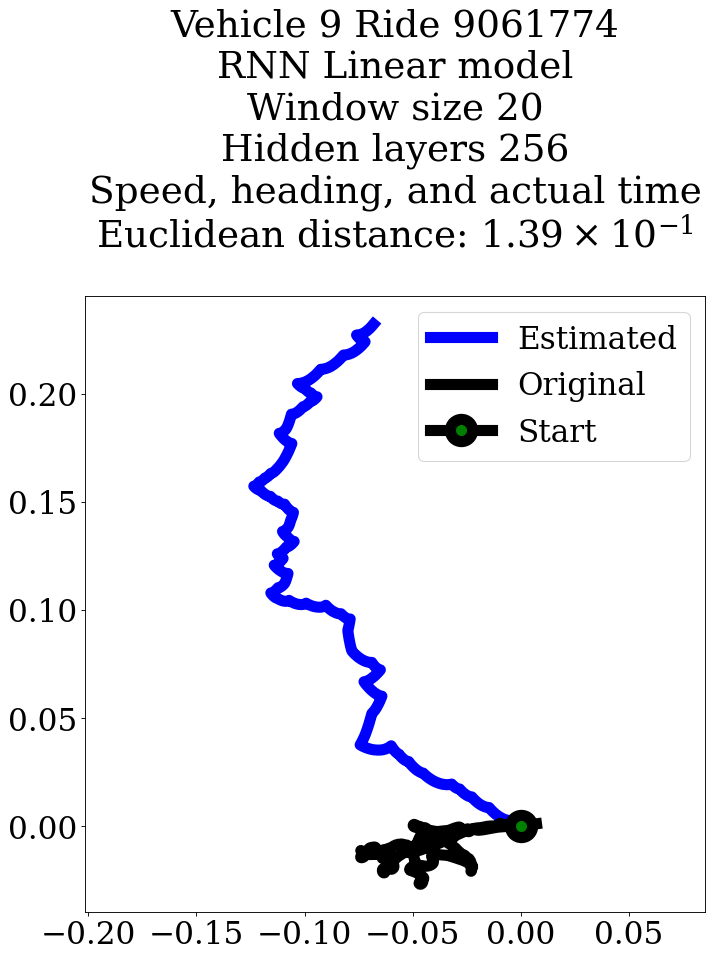 Vehicle 9 Ride 9061774
RNN Linear model
Window size 20
Hidden layers 256
Speed, heading, and actual time
Euclidean distance: 1.39 × 10⁻¹
Estimated
Original
Start
0.20
0.15
0.10
0.05
0.00
−0.20 −0.15 −0.10 −0.05 0.00 0.05